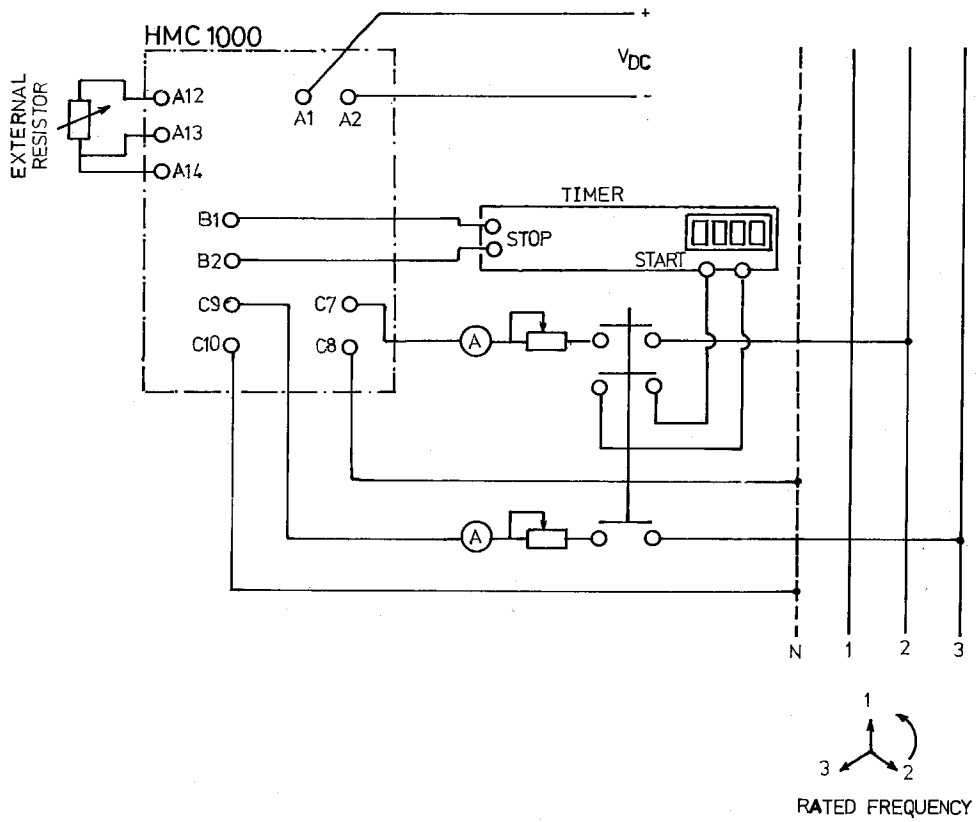 HMC 1000
+
VDC
-
EXTERNAL
RESISTOR
A12
A1
A2
A13
A14
TIMER
B1
STOP
B2
START
C9
C7
C10
C8
A
A
N
1
2
3
1
3
2
RATED FREQUENCY